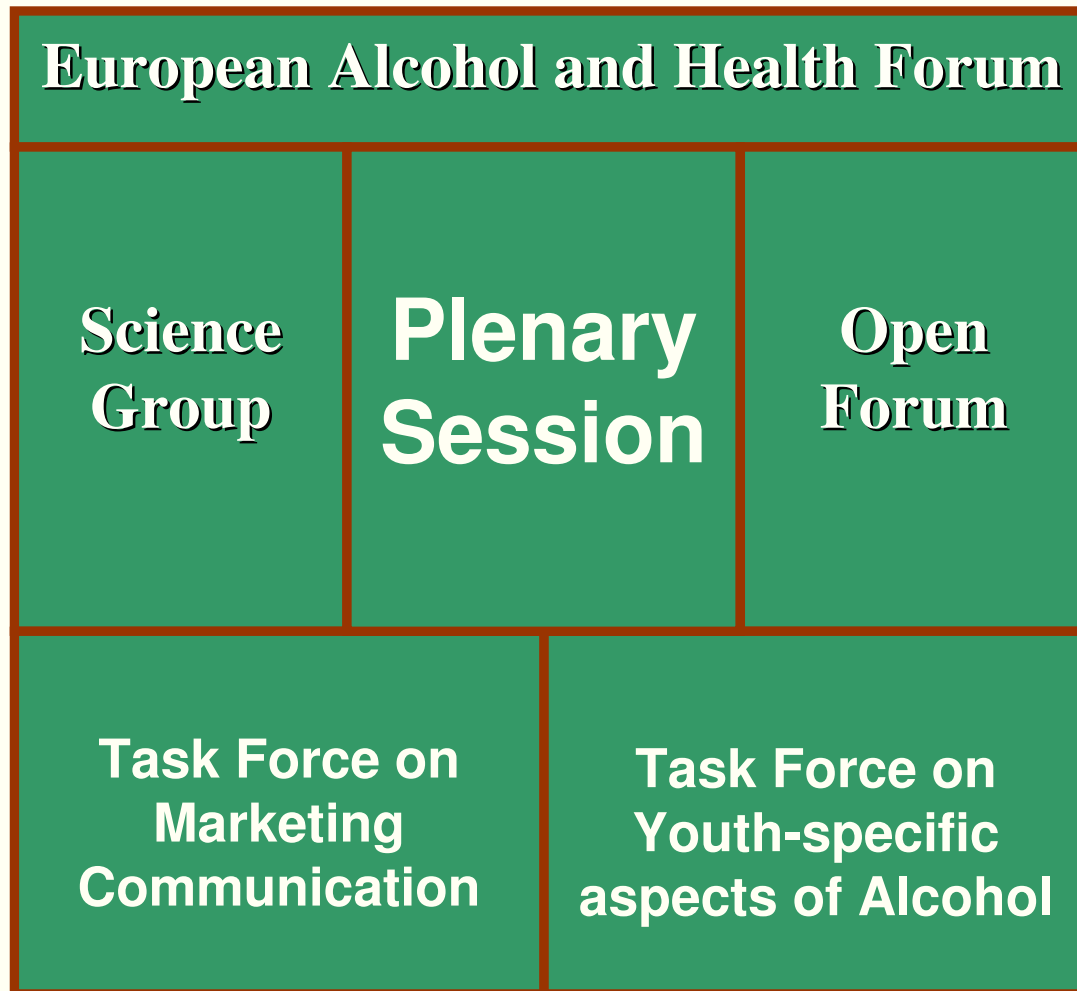 European Alcohol and Health Forum
Science
Group
Plenary
Session
Open
Forum
Task Force on
Marketing
Communication
Task Force on
Youth-specific
aspects of Alcohol